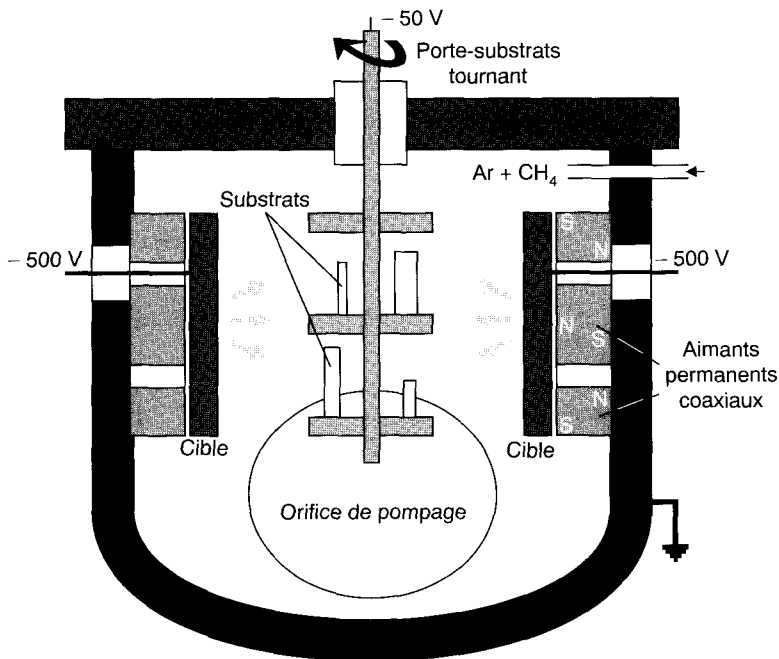 – 50 V
Porte-substrats
tournant
Ar + CH₄
Substrats
S
N
– 500 V
– 500 V
N
S
Aimants
permanents
coaxiaux
N
S
Cible
Cible
Orifice de pompage